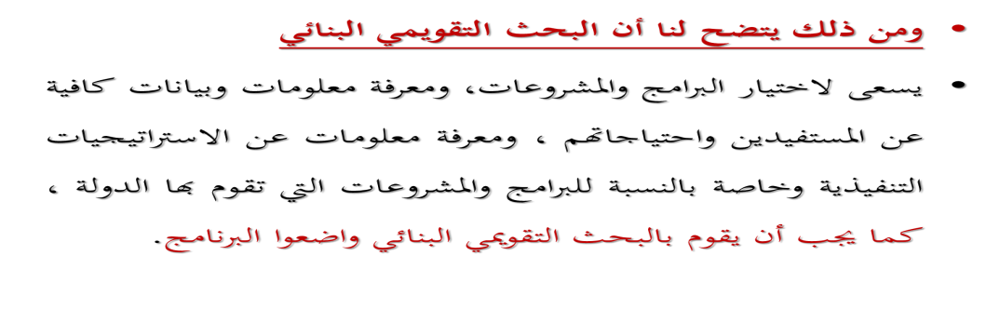 • ومن ذلك يتضح لنا أن البحث التقويمي البنائي
• يسعى لاختيار البرامج والمشروعات، ومعرفة معلومات وبيانات كافية
عن المستفيدين واحتياجاتهم ، ومعرفة معلومات عن الاستراتيجيات
التنفيذية وخاصة بالنسبة للبرامج والمشروعات التي تقوم بها الدولة ،
كما يجب أن يقوم بالبحث التقويمي البنائي واضعوا البرنامج.